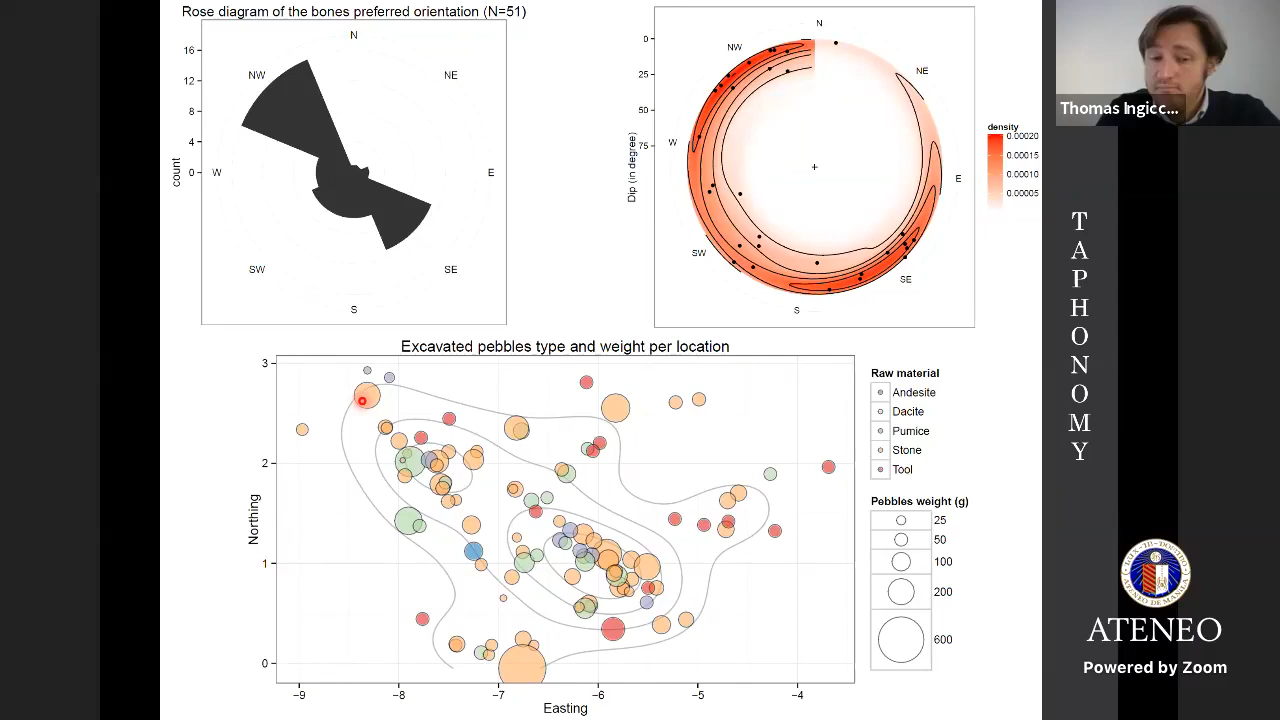 Rose diagram of the bones preferred orientation (N=51)
count
16
12
8
4
0
N
NW
NE
W
E
SW
SE
S
Dip (in degree)
0
25
50
75
N
NW
NE
W
E
SW
SE
S
density
0.00020
0.00015
0.00010
0.00005
Thomas Ingicc...
Excavated pebbles type and weight per location
Northing
3
2
1
0
−9
−8
−7
−6
−5
−4
Easting
Raw material
Andesite
Dacite
Pumice
Stone
Tool
Pebbles weight (g)
25
50
100
200
600
TAPHONOMY
ATENEO
Powered by Zoom